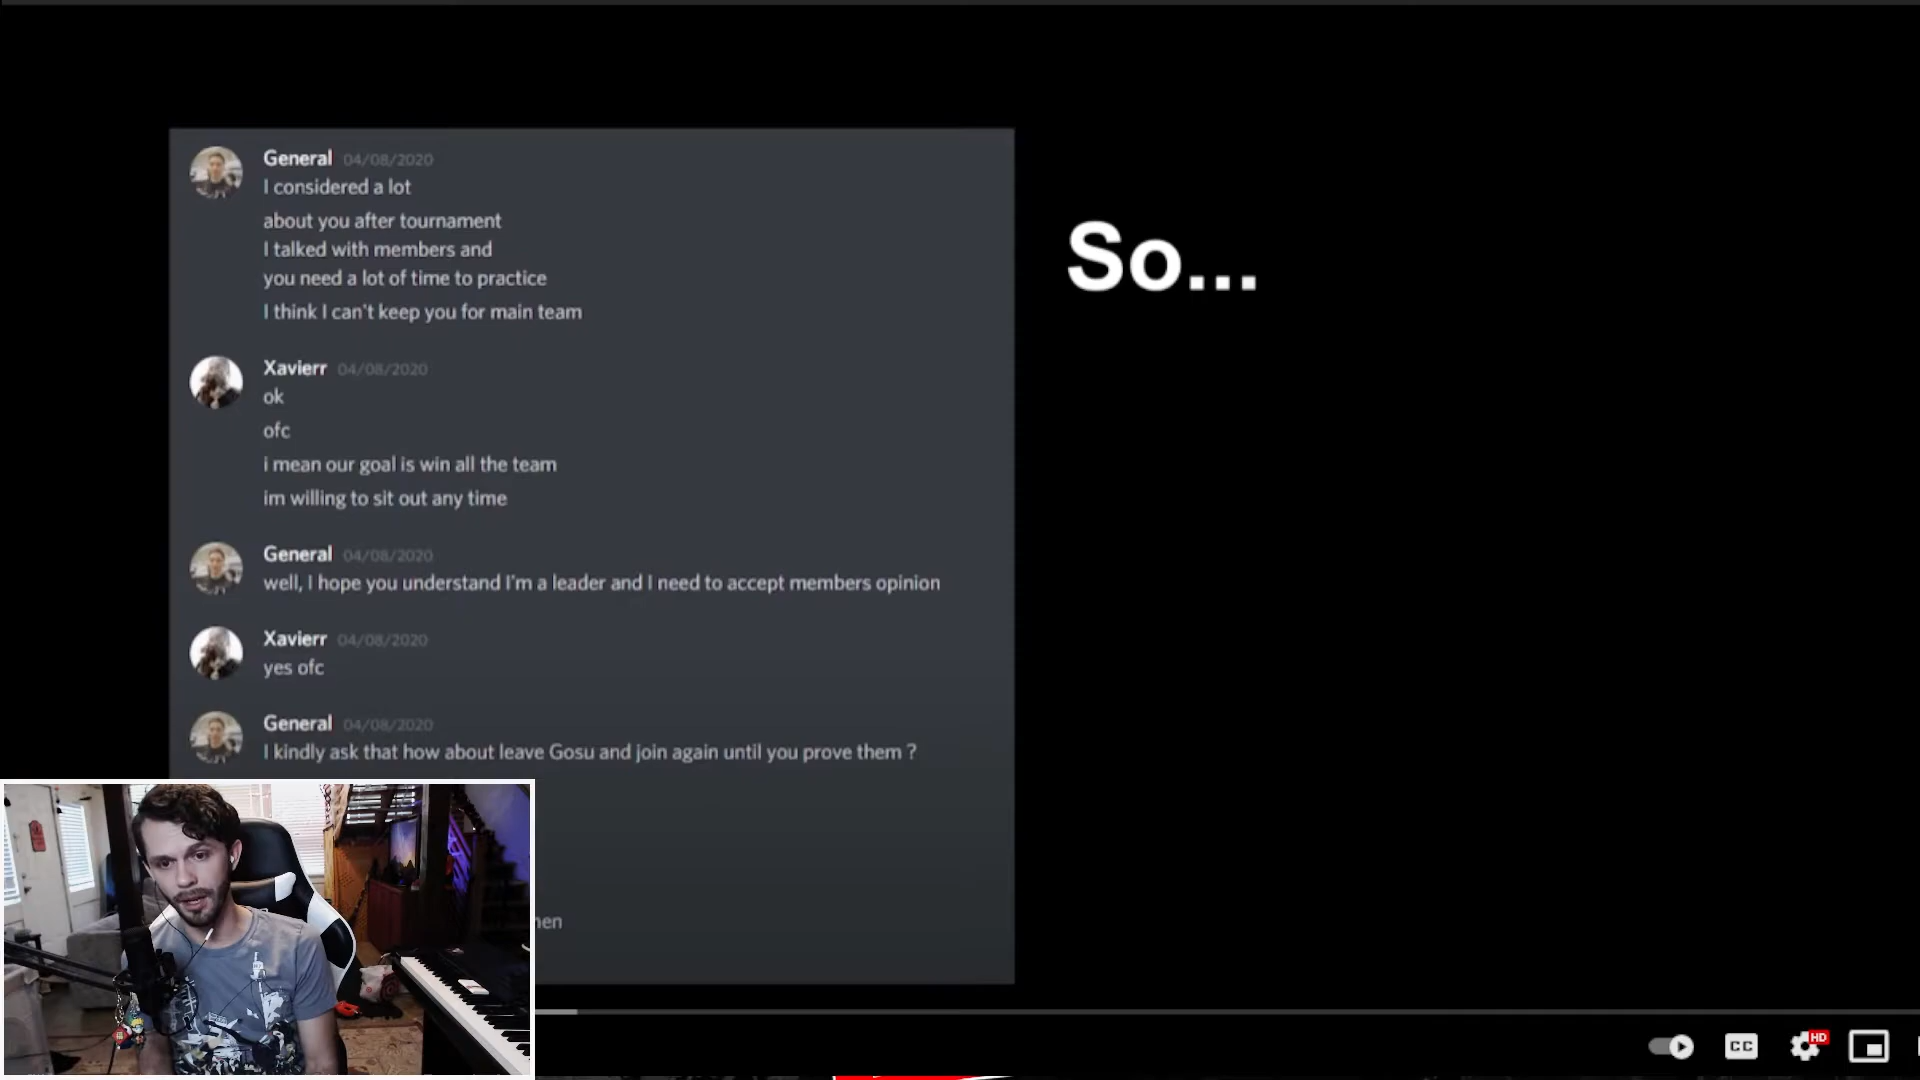 General 04/08/2020
I considered a lot
about you after tournament
I talked with members and
you need a lot of time to practice
I think I can't keep you for main team
Xavierr 04/08/2020
ok
ofc
i mean our goal is win all the team
im willing to sit out any time
General 04/08/2020
well, I hope you understand I'm a leader and I need to accept members opinion
Xavierr 04/08/2020
yes ofc
General 04/08/2020
I kindly ask that how about leave Gosu and join again until you prove them ?
So...
CC
HD